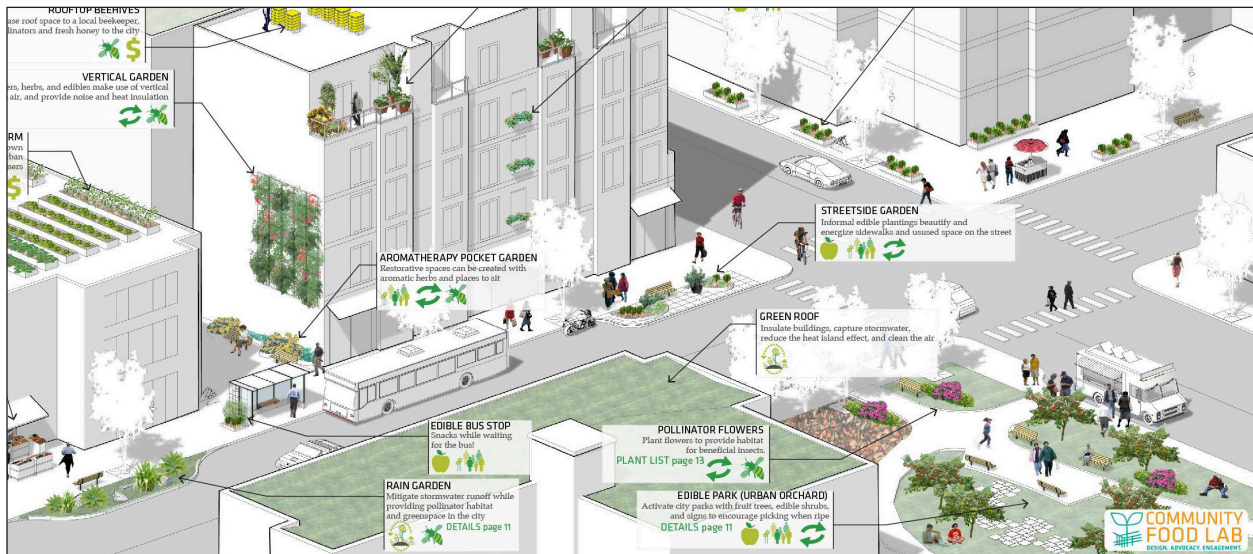 ROOFTOP BEEHIVES
ase roof space to a local beekeeper,
llinators and fresh honey to the city
$
VERTICAL GARDEN
ers, herbs, and edibles make use of vertical
air, and provide noise and heat insulation
RM
own
rban
mers
$
AROMATHERAPY POCKET GARDEN
Restorative spaces can be created with
aromatic herbs and places to sit
STREETSIDE GARDEN
Informal edible plantings beautify and
energize sidewalks and usused space on the street
GREEN ROOF
Insulate buildings, capture stormwater,
reduce the heat island effect, and clean the air
EDIBLE BUS STOP
Snacks while waiting
for the bus!
POLLINATOR FLOWERS
Plant flowers to provide habitat
for beneficial insects.
PLANT LIST page 13
RAIN GARDEN
Mitigate stormwater runoff while
providing pollinator habitat
and greenspace in the city
DETAILS page 11
EDIBLE PARK (URBAN ORCHARD)
Activate city parks with fruit trees, edible shrubs,
and signs to encourage picking when ripe
DETAILS page 11
COMMUNITY
FOOD LAB
DESIGN. ADVOCACY. ENGAGEMENT.